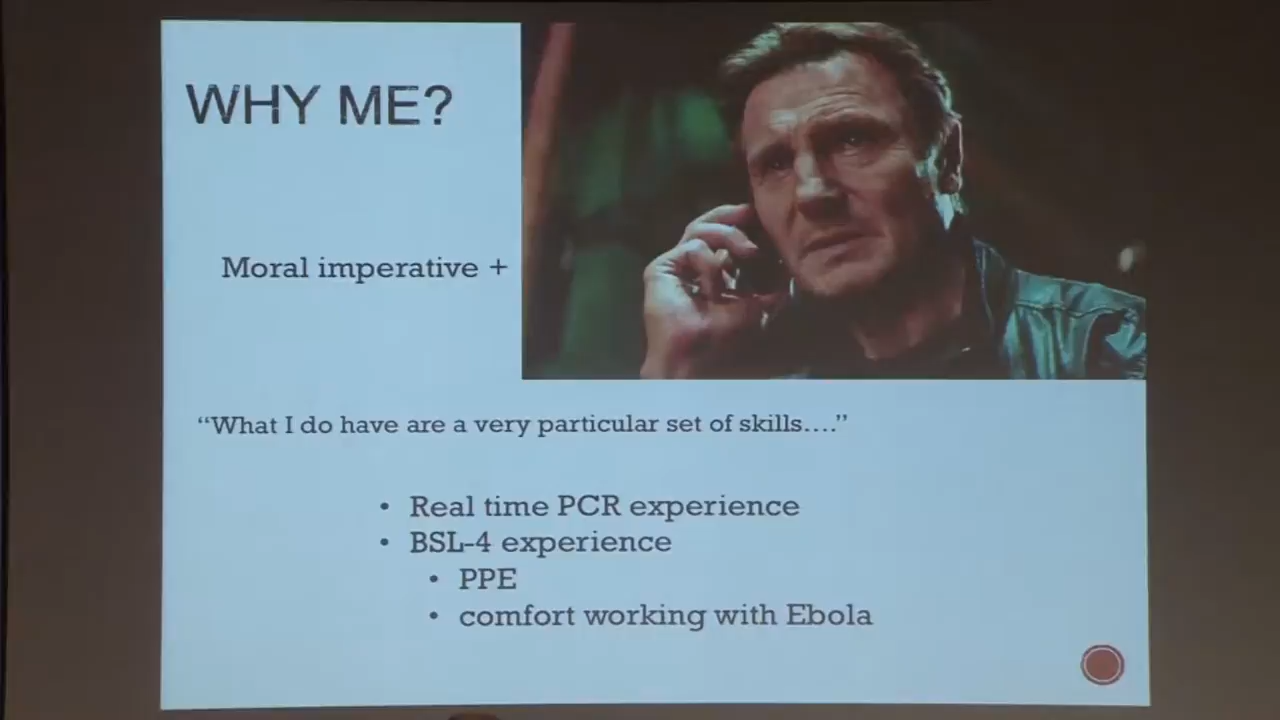 WHY ME?
Moral imperative +
“What I do have are a very particular set of skills....”
• Real time PCR experience
• BSL-4 experience
• PPE
• comfort working with Ebola